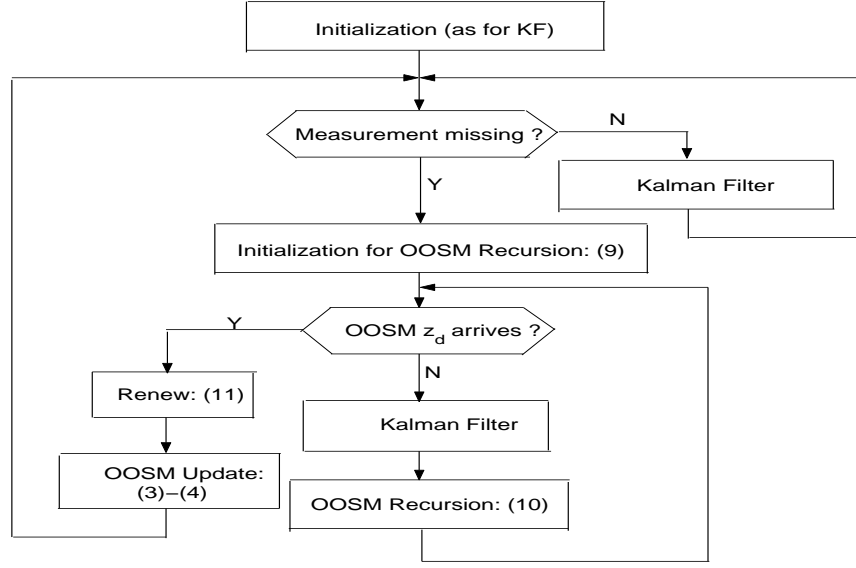 Initialization (as for KF)
Measurement missing ?
N
Kalman Filter
Y
Initialization for OOSM Recursion: (9)
Y
OOSM z_d arrives ?
N
Renew: (11)
Kalman Filter
OOSM Update:
(3)−(4)
OOSM Recursion: (10)